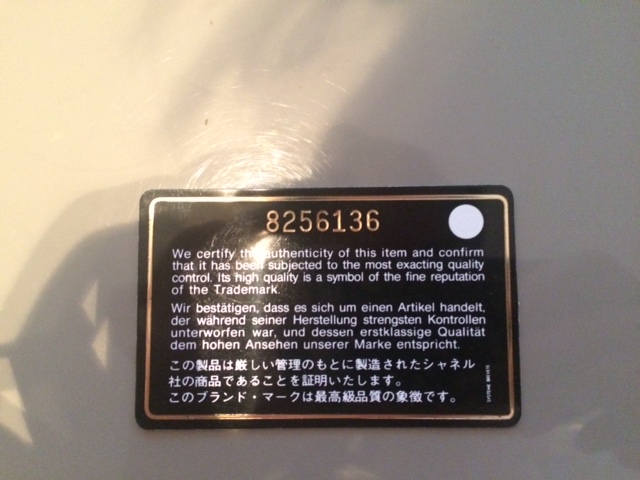 8256136
We certify the authenticity of this item and confirm
that it has been subjected to the most exacting quality
control. Its high quality is a symbol of the fine reputation
of the Trademark.
Wir bestätigen, dass es sich um einen Artikel handelt,
der während seiner Herstellung strengsten Kontrollen
unterworfen war, und dessen erstklassige Qualität
dem hohen Ansehen unserer Marke entspricht.
この製品は厳しい管理のもとに製造されたシャネル
社の商品であることを証明いたします。
このブランド・マークは最高級品質の象徴です。